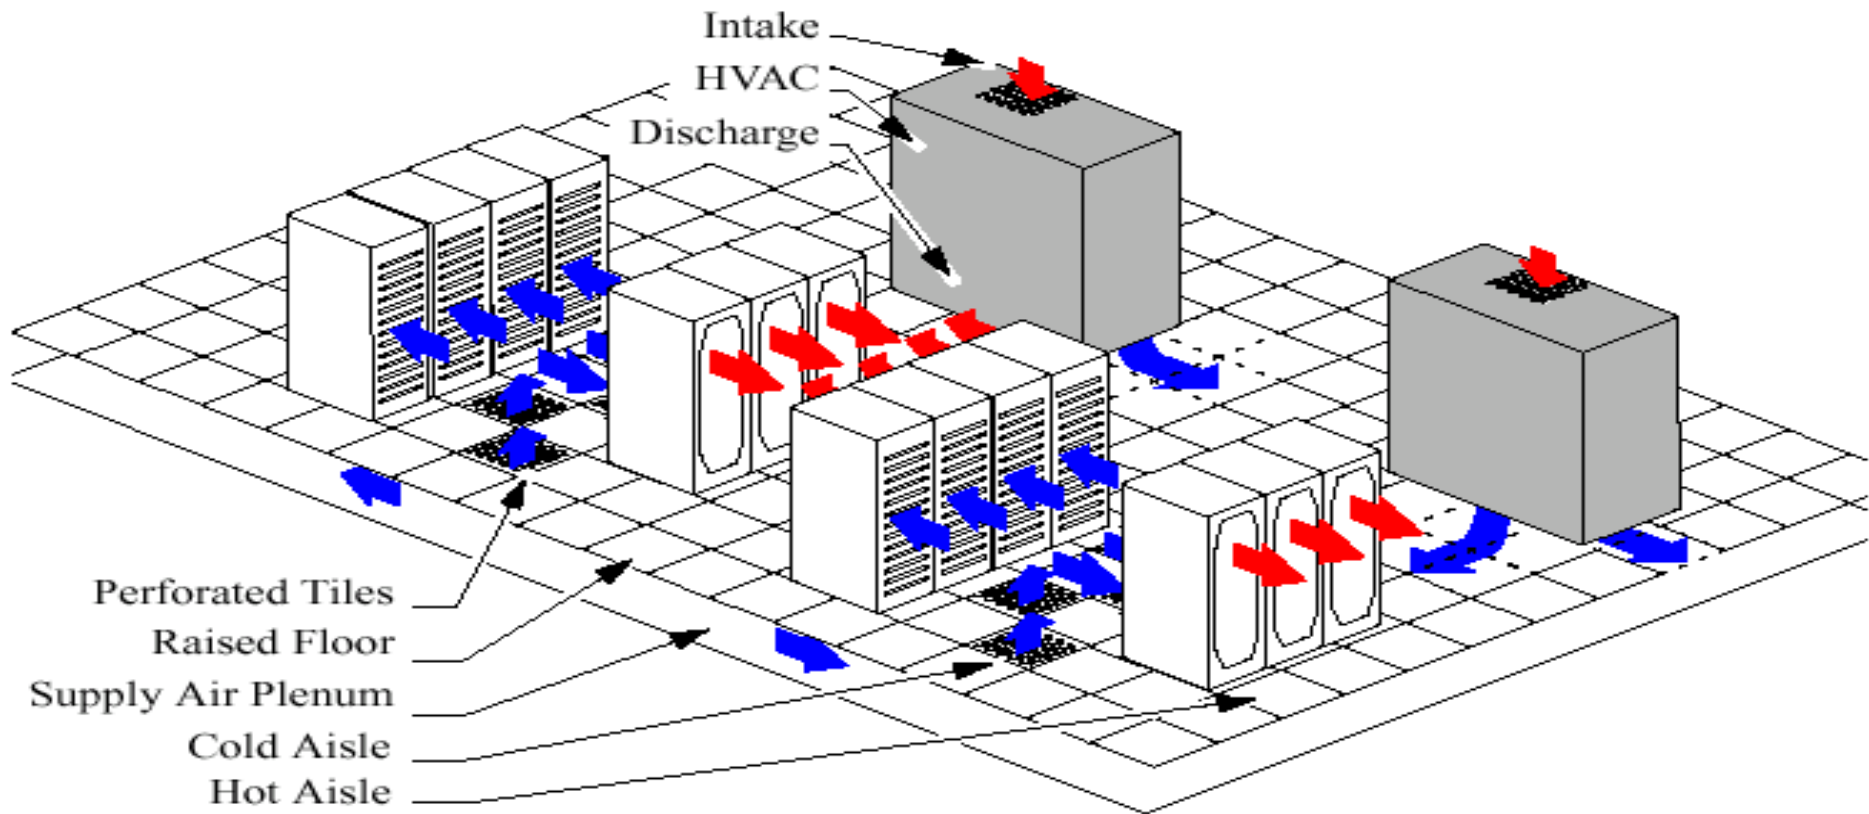 Intake
HVAC
Discharge
Perforated Tiles
Raised Floor
Supply Air Plenum
Cold Aisle
Hot Aisle